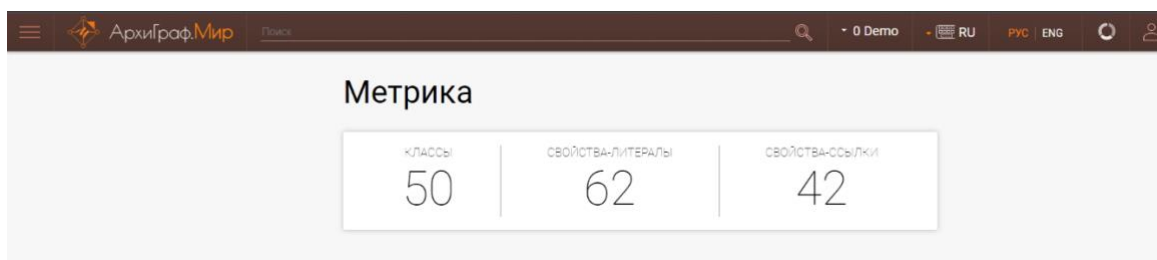 АрхиГраф.Мир Поиск 0 Demo RU РУС | ENG
Метрика
КЛАССЫ СВОЙСТВА-ЛИТЕРАЛЫ СВОЙСТВА-ССЫЛКИ
50 62 42